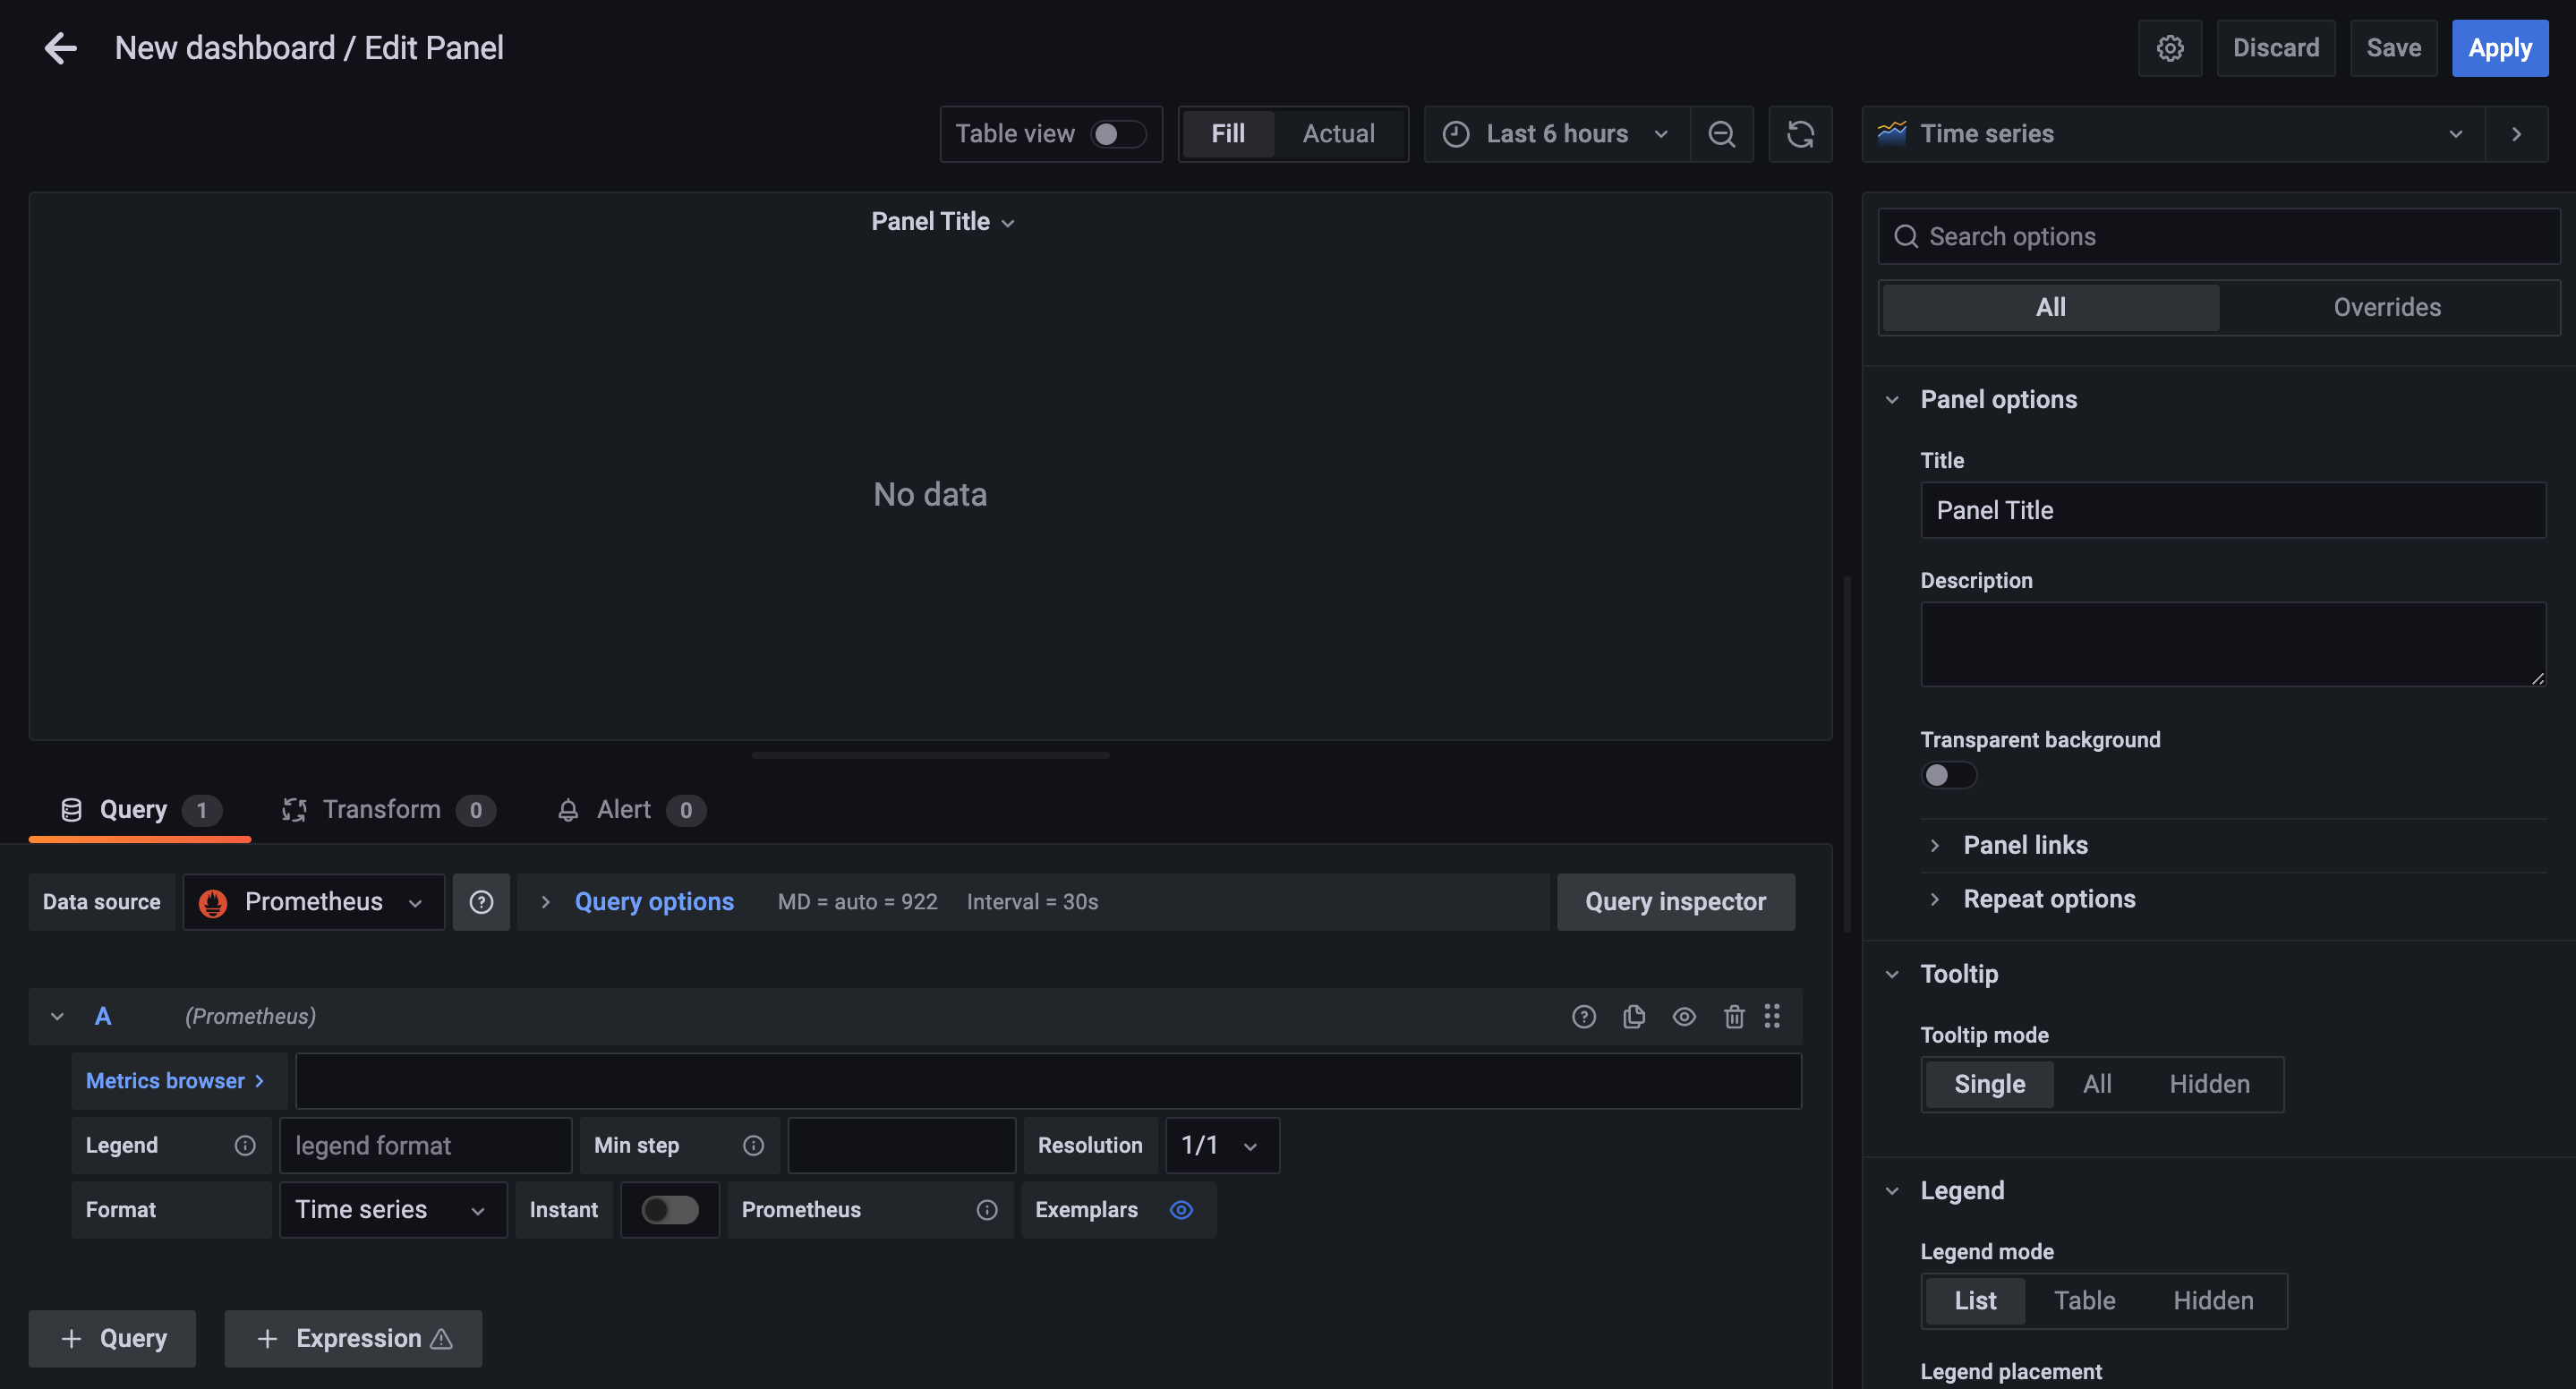 New dashboard / Edit Panel
Discard
Save
Apply
Table view
Fill
Actual
Last 6 hours
Time series
Panel Title
No data
Search options
All
Overrides
Panel options
Title
Panel Title
Description
Transparent background
Panel links
Repeat options
Tooltip
Tooltip mode
Single
All
Hidden
Legend
Legend mode
List
Table
Hidden
Legend placement
Query 1
Transform 0
Alert 0
Data source
Prometheus
Query options
MD = auto = 922
Interval = 30s
Query inspector
A
(Prometheus)
Metrics browser
Legend
legend format
Min step
Resolution
1/1
Format
Time series
Instant
Prometheus
Exemplars
+ Query
+ Expression